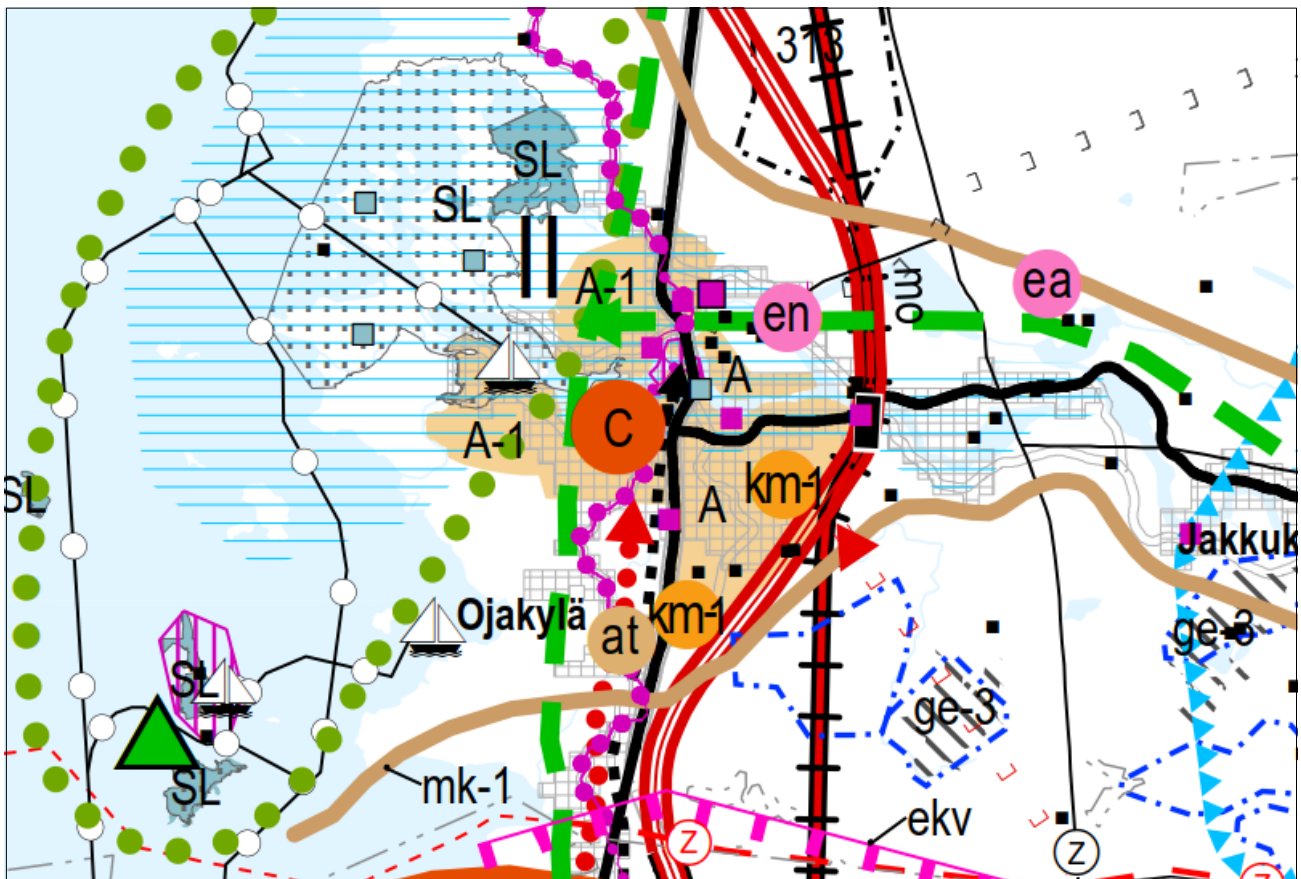 313
SL
SL
A-1
en
mo
ea
A
C
A-1
km-1
SL
A
Jakkuk
Ojakylä
km-1
at
ge-3
SL
ge-3
mk-1
SL
ekv
z
z
z